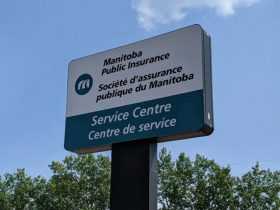 Manitoba
Public Insurance
Société d'assurance
publique du Manitoba
Service Centre
Centre de service